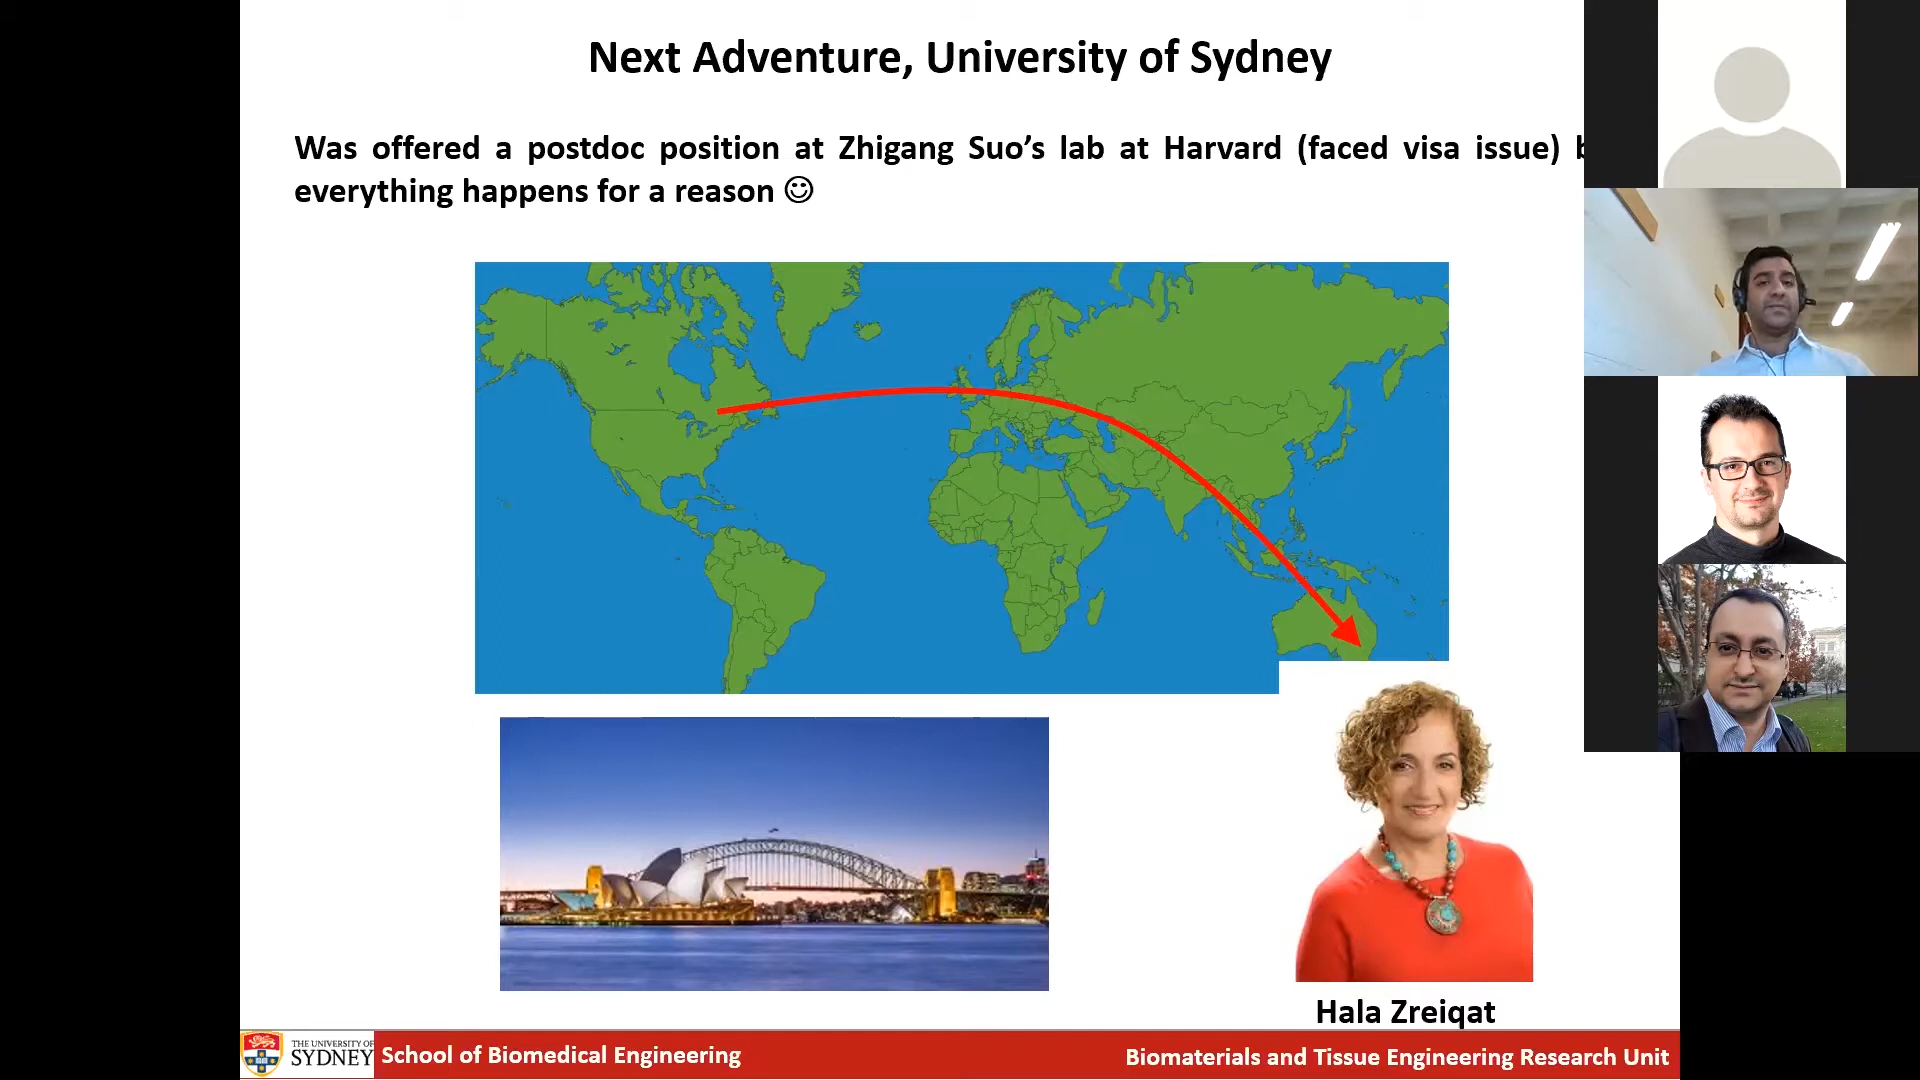 Next Adventure, University of Sydney
Was offered a postdoc position at Zhigang Suo's lab at Harvard (faced visa issue)
everything happens for a reason ☺
Hala Zreiqat
THE UNIVERSITY OF
SYDNEY
School of Biomedical Engineering
Biomaterials and Tissue Engineering Research Unit